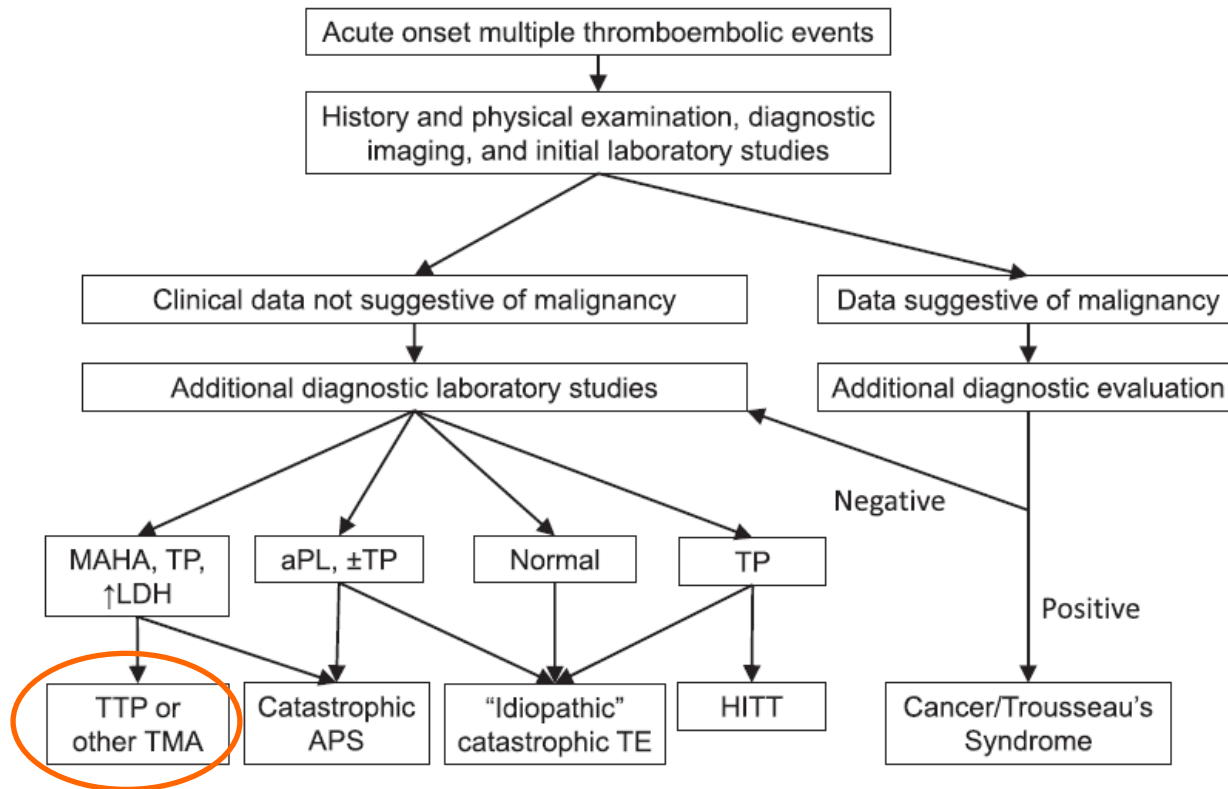 Acute onset multiple thromboembolic events
History and physical examination, diagnostic
imaging, and initial laboratory studies
Clinical data not suggestive of malignancy
Data suggestive of malignancy
Additional diagnostic laboratory studies
Additional diagnostic evaluation
Negative
MAHA, TP,
↑LDH
aPL, ±TP
Normal
TP
Positive
TTP or
other TMA
Catastrophic
APS
“Idiopathic”
catastrophic TE
HITT
Cancer/Trousseau’s
Syndrome